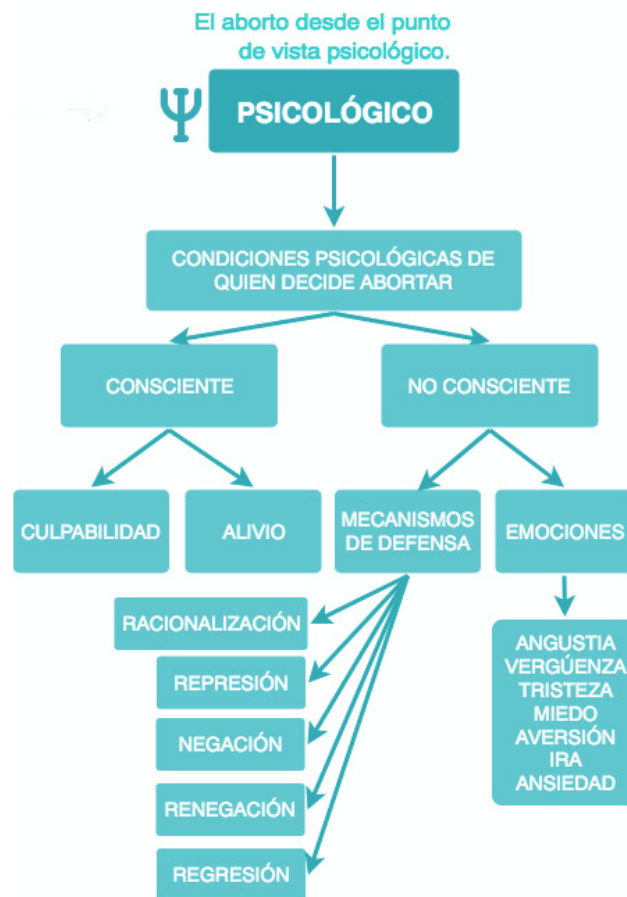 El aborto desde el punto
de vista psicológico.
Ψ PSICOLÓGICO
CONDICIONES PSICOLÓGICAS DE
QUIEN DECIDE ABORTAR
CONSCIENTE
NO CONSCIENTE
CULPABILIDAD
ALIVIO
MECANISMOS
DE DEFENSA
EMOCIONES
RACIONALIZACIÓN
REPRESIÓN
NEGACIÓN
RENEGACIÓN
REGRESIÓN
ANGUSTIA
VERGÚENZA
TRISTEZA
MIEDO
AVERSIÓN
IRA
ANSIEDAD